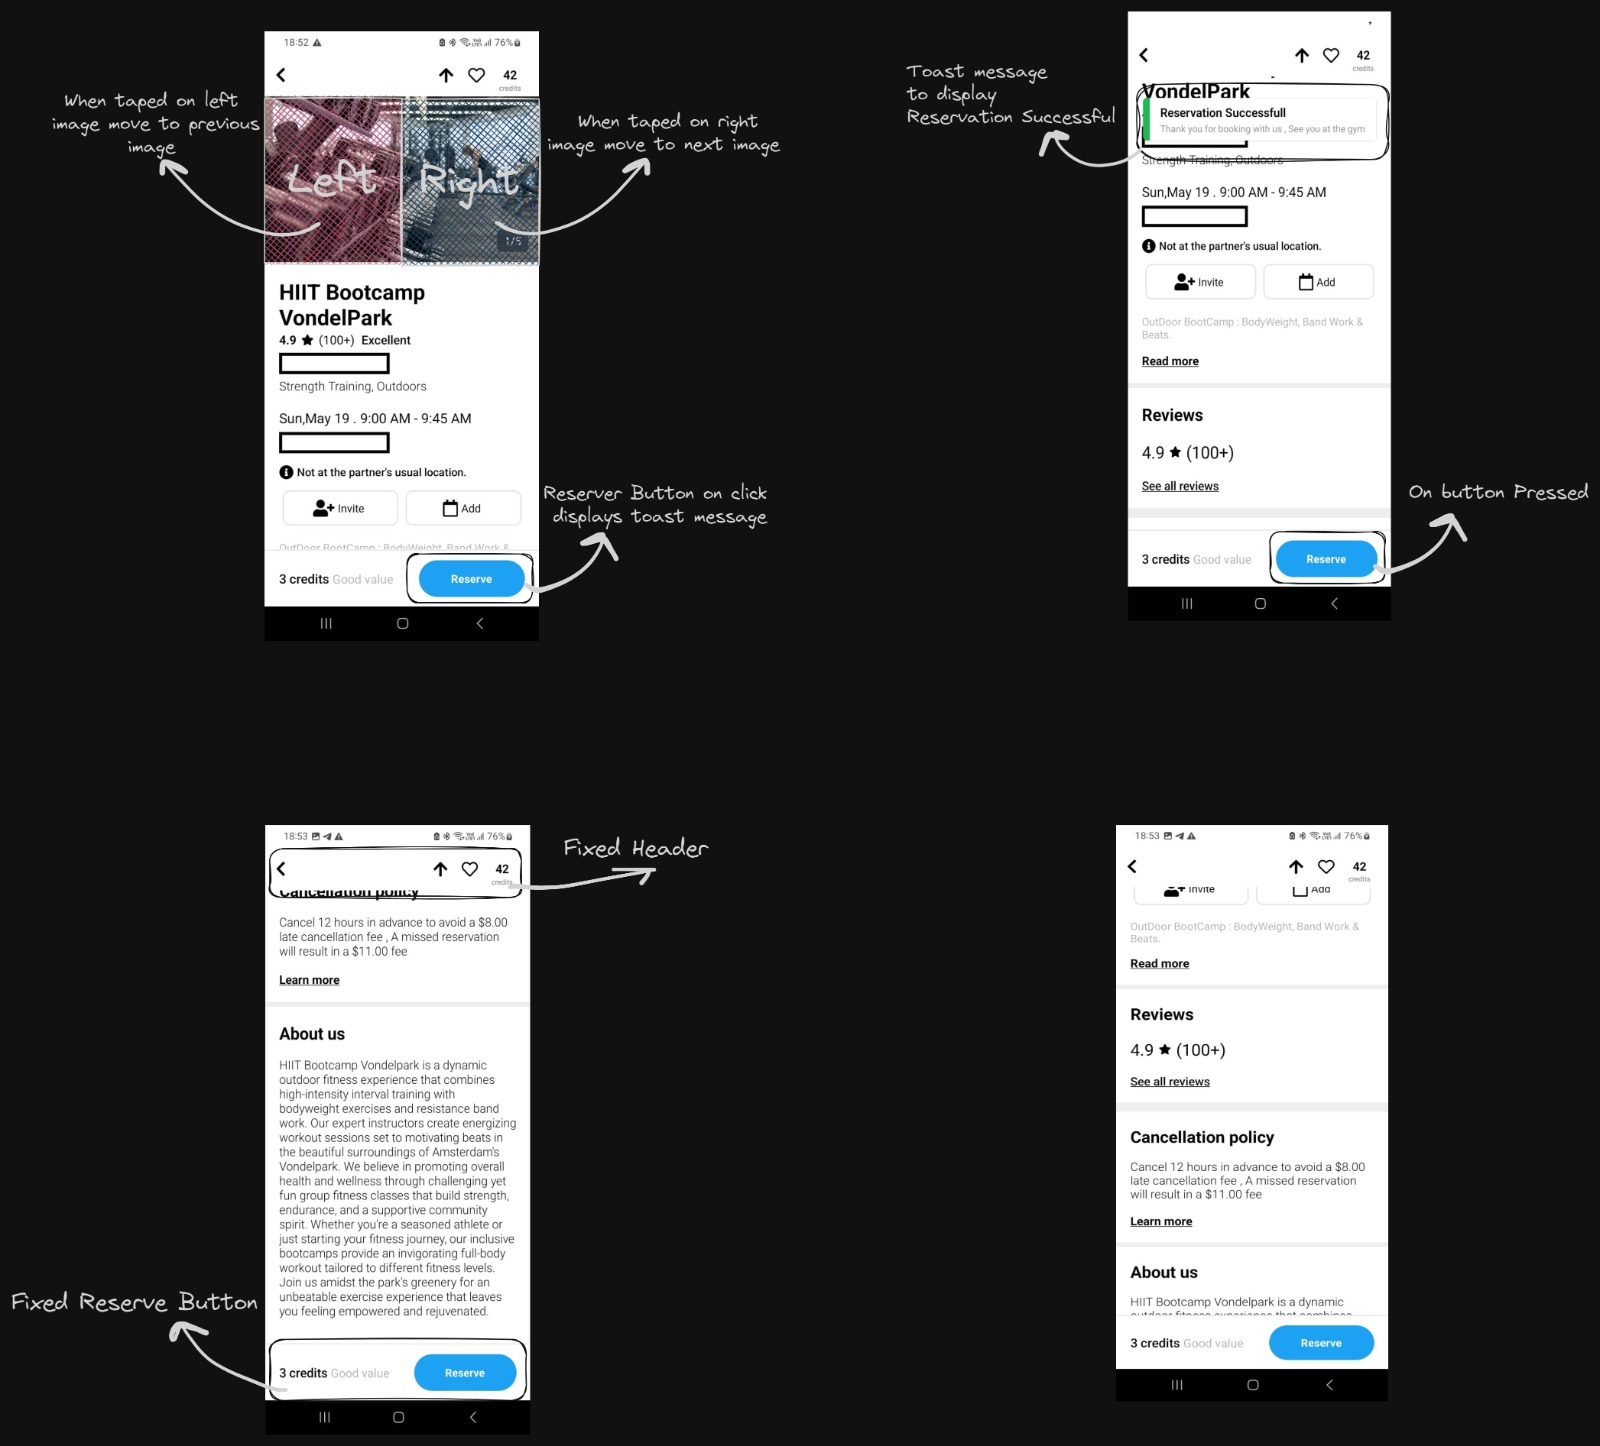 18:52
76%
42
credits
When taped on left
image move to previous
image
When taped on right
image move to next image
Left
Right
1/5
HIIT Bootcamp
VondelPark
4.9 ★ (100+) Excellent
Strength Training, Outdoors
Sun,May 19 . 9:00 AM - 9:45 AM
Not at the partner's usual location.
Invite
Add
OutDoor BootCamp : BodyWeight, Band Work &
3 credits Good value
Reserve
Reserver Button on click
displays toast message
42
credits
Toast message
to display
Reservation Successful
VondelPark
Reservation Successfull
Thank you for booking with us , See you at the gym
Strength Training, Outdoors
Sun,May 19 . 9:00 AM - 9:45 AM
Not at the partner's usual location.
Invite
Add
OutDoor BootCamp : BodyWeight, Band Work &
Beats.
Read more
Reviews
4.9 ★ (100+)
See all reviews
3 credits Good value
Reserve
On button Pressed
18:53
76%
42
credits
Fixed Header
Cancellation policy
Cancel 12 hours in advance to avoid a $8.00
late cancellation fee , A missed reservation
will result in a $11.00 fee
Learn more
About us
HIIT Bootcamp Vondelpark is a dynamic
outdoor fitness experience that combines
high-intensity interval training with
bodyweight exercises and resistance band
work. Our expert instructors create energizing
workout sessions set to motivating beats in
the beautiful surroundings of Amsterdam's
Vondelpark. We believe in promoting overall
health and wellness through challenging yet
fun group fitness classes that build strength,
endurance, and a supportive community
spirit. Whether you're a seasoned athlete or
just starting your fitness journey, our inclusive
bootcamps provide an invigorating full-body
workout tailored to different fitness levels.
Join us amidst the park's greenery for an
unbeatable exercise experience that leaves
you feeling empowered and rejuvenated.
Fixed Reserve Button
3 credits Good value
Reserve
18:53
76%
42
credits
Invite
Add
OutDoor BootCamp : BodyWeight, Band Work &
Beats.
Read more
Reviews
4.9 ★ (100+)
See all reviews
Cancellation policy
Cancel 12 hours in advance to avoid a $8.00
late cancellation fee , A missed reservation
will result in a $11.00 fee
Learn more
About us
HIIT Bootcamp Vondelpark is a dynamic
outdoor fitness experience that combines
3 credits Good value
Reserve